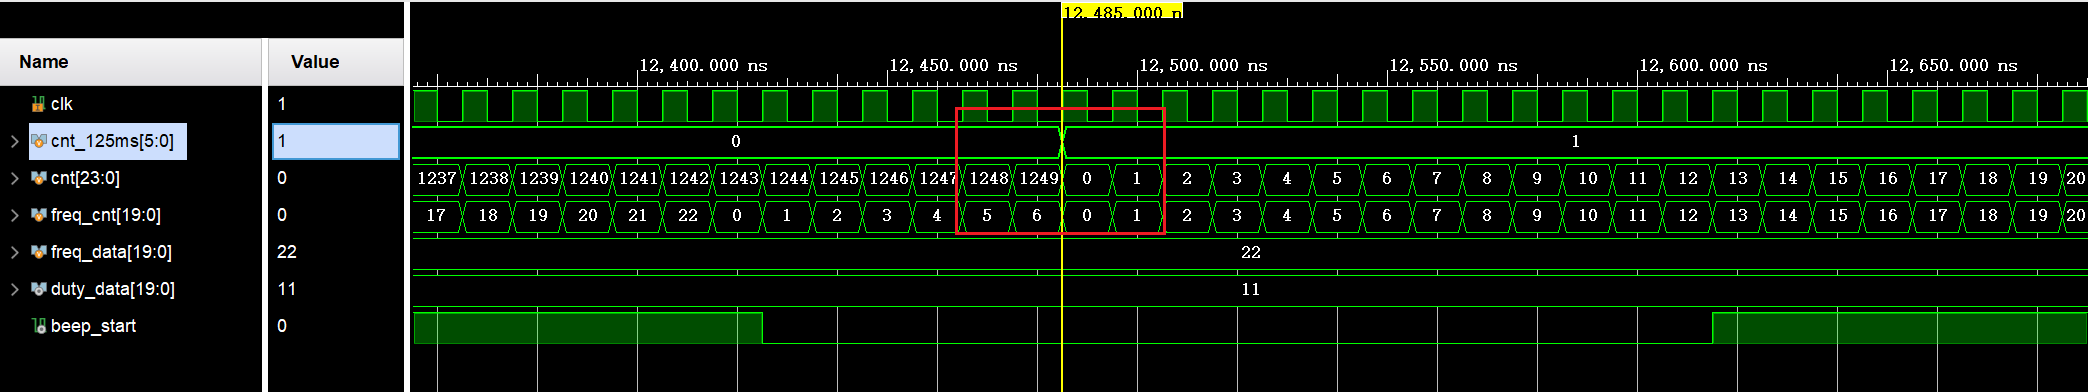 12,485.000 n
Name Value
12,400.000 ns 12,450.000 ns 12,500.000 ns 12,550.000 ns 12,600.000 ns 12,650.000 ns
clk 1
cnt_125ms[5:0] 1 0 1
cnt[23:0] 0 1237 1238 1239 1240 1241 1242 1243 1244 1245 1246 1247 1248 1249 0 1 2 3 4 5 6 7 8 9 10 11 12 13 14 15 16 17 18 19 20
freq_cnt[19:0] 0 17 18 19 20 21 22 0 1 2 3 4 5 6 0 1 2 3 4 5 6 7 8 9 10 11 12 13 14 15 16 17 18 19 20
freq_data[19:0] 22 22
duty_data[19:0] 11 11
beep_start 0